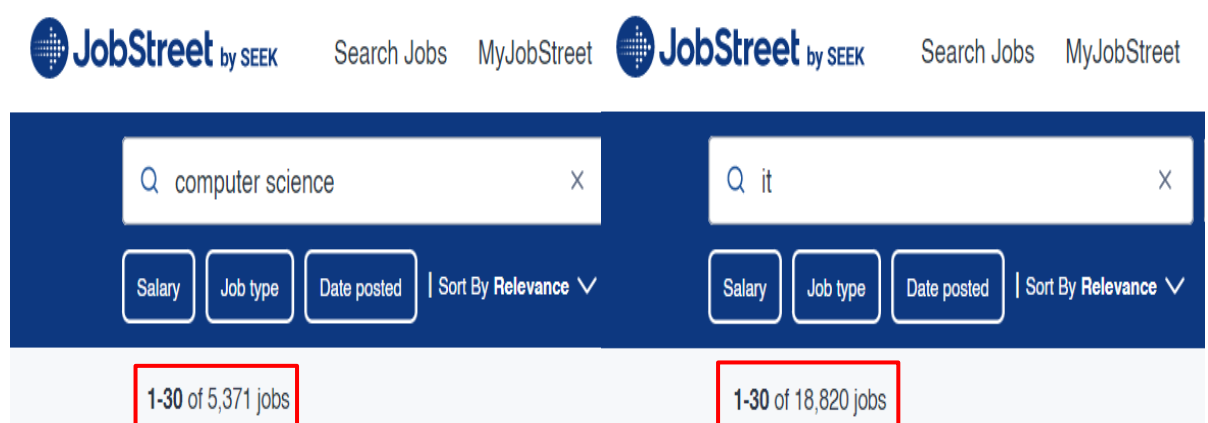 JobStreet by SEEK Search Jobs MyJobStreet
computer science
Salary Job type Date posted | Sort By Relevance
1-30 of 5,371 jobs
JobStreet by SEEK Search Jobs MyJobStreet
it
Salary Job type Date posted | Sort By Relevance
1-30 of 18,820 jobs